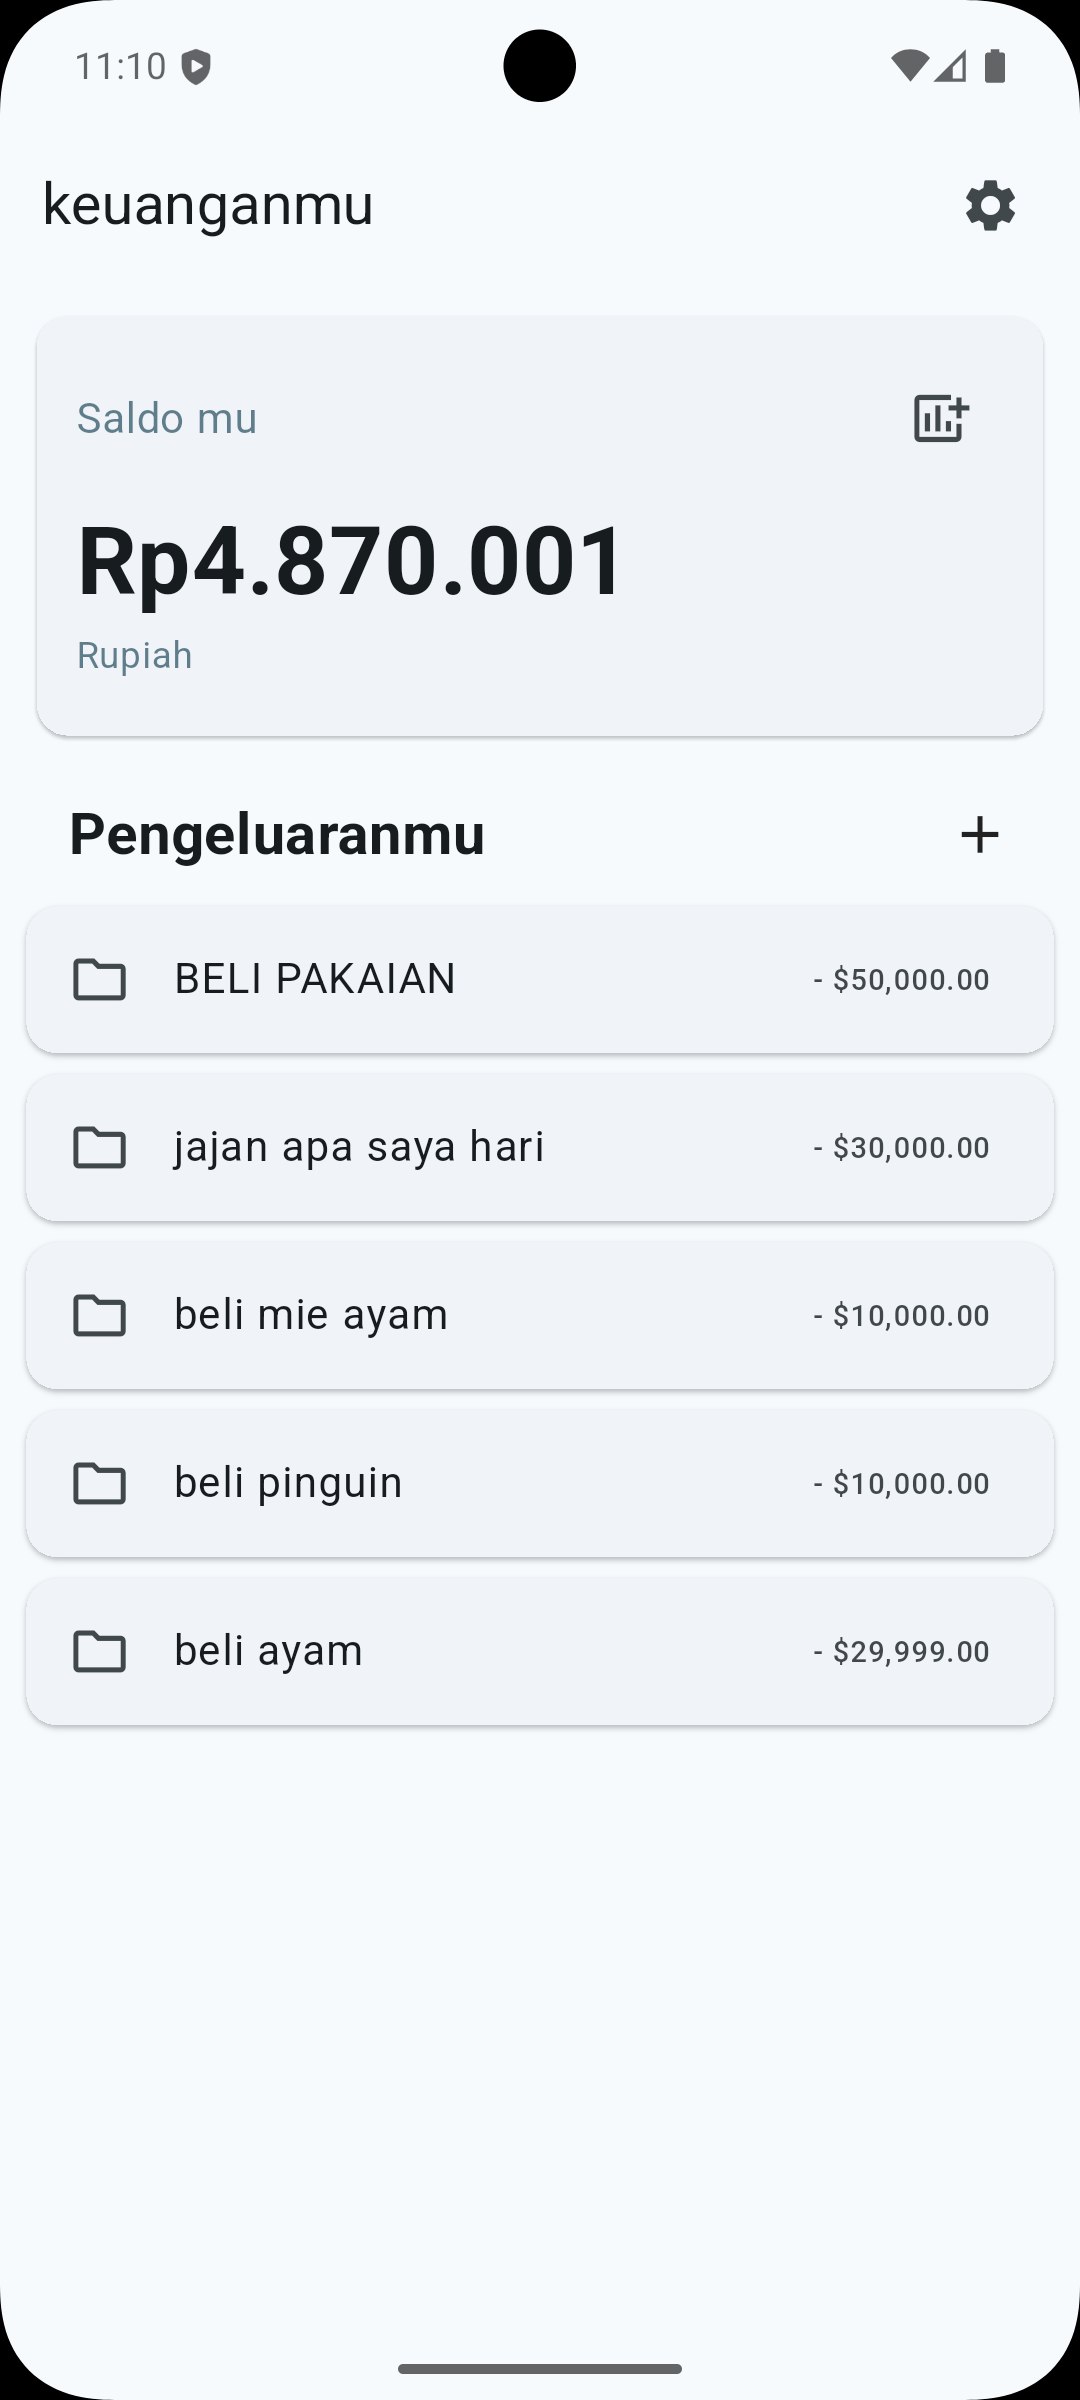 11:10
keuanganmu
Saldo mu
Rp4.870.001
Rupiah
Pengeluaranmu
BELI PAKAIAN - $50,000.00
jajan apa saya hari - $30,000.00
beli mie ayam - $10,000.00
beli pinguin - $10,000.00
beli ayam - $29,999.00